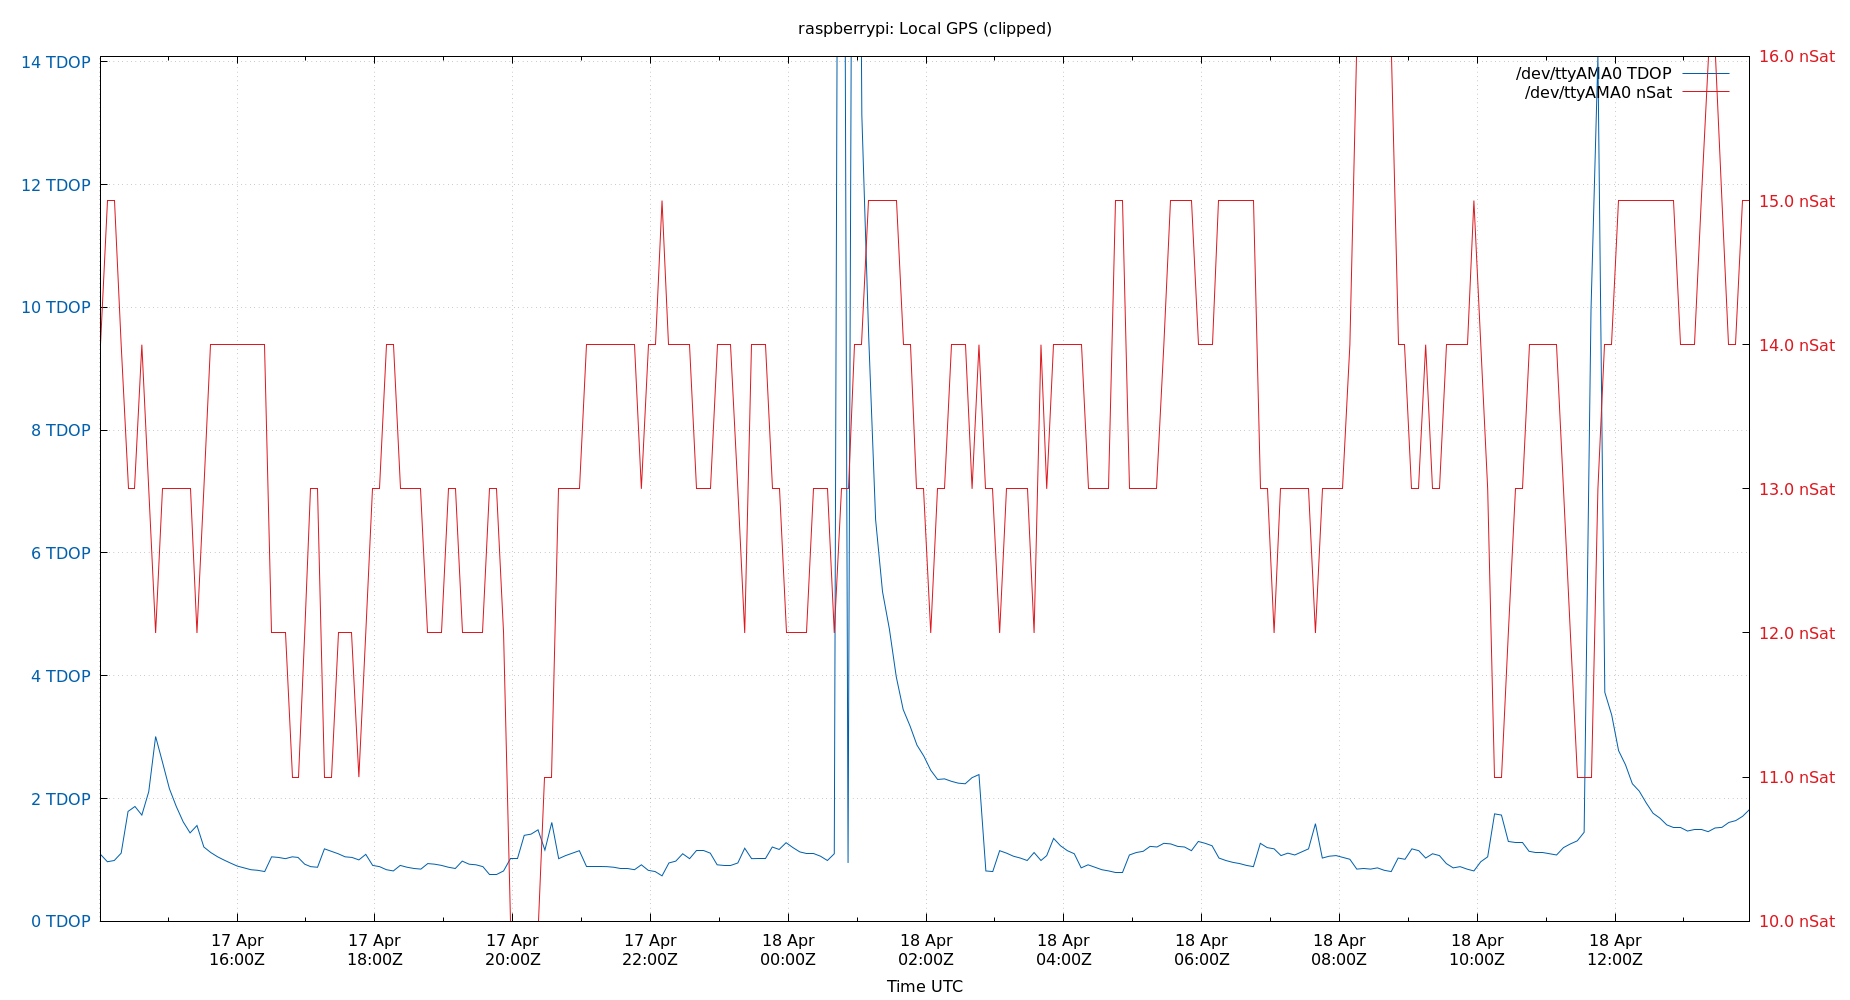 raspberrypi: Local GPS (clipped)
14 TDOP
12 TDOP
10 TDOP
8 TDOP
6 TDOP
4 TDOP
2 TDOP
0 TDOP
16.0 nSat
15.0 nSat
14.0 nSat
13.0 nSat
12.0 nSat
11.0 nSat
10.0 nSat
/dev/ttyAMA0 TDOP
/dev/ttyAMA0 nSat
17 Apr
16:00Z
17 Apr
18:00Z
17 Apr
20:00Z
17 Apr
22:00Z
18 Apr
00:00Z
18 Apr
02:00Z
18 Apr
04:00Z
18 Apr
06:00Z
18 Apr
08:00Z
18 Apr
10:00Z
18 Apr
12:00Z
Time UTC